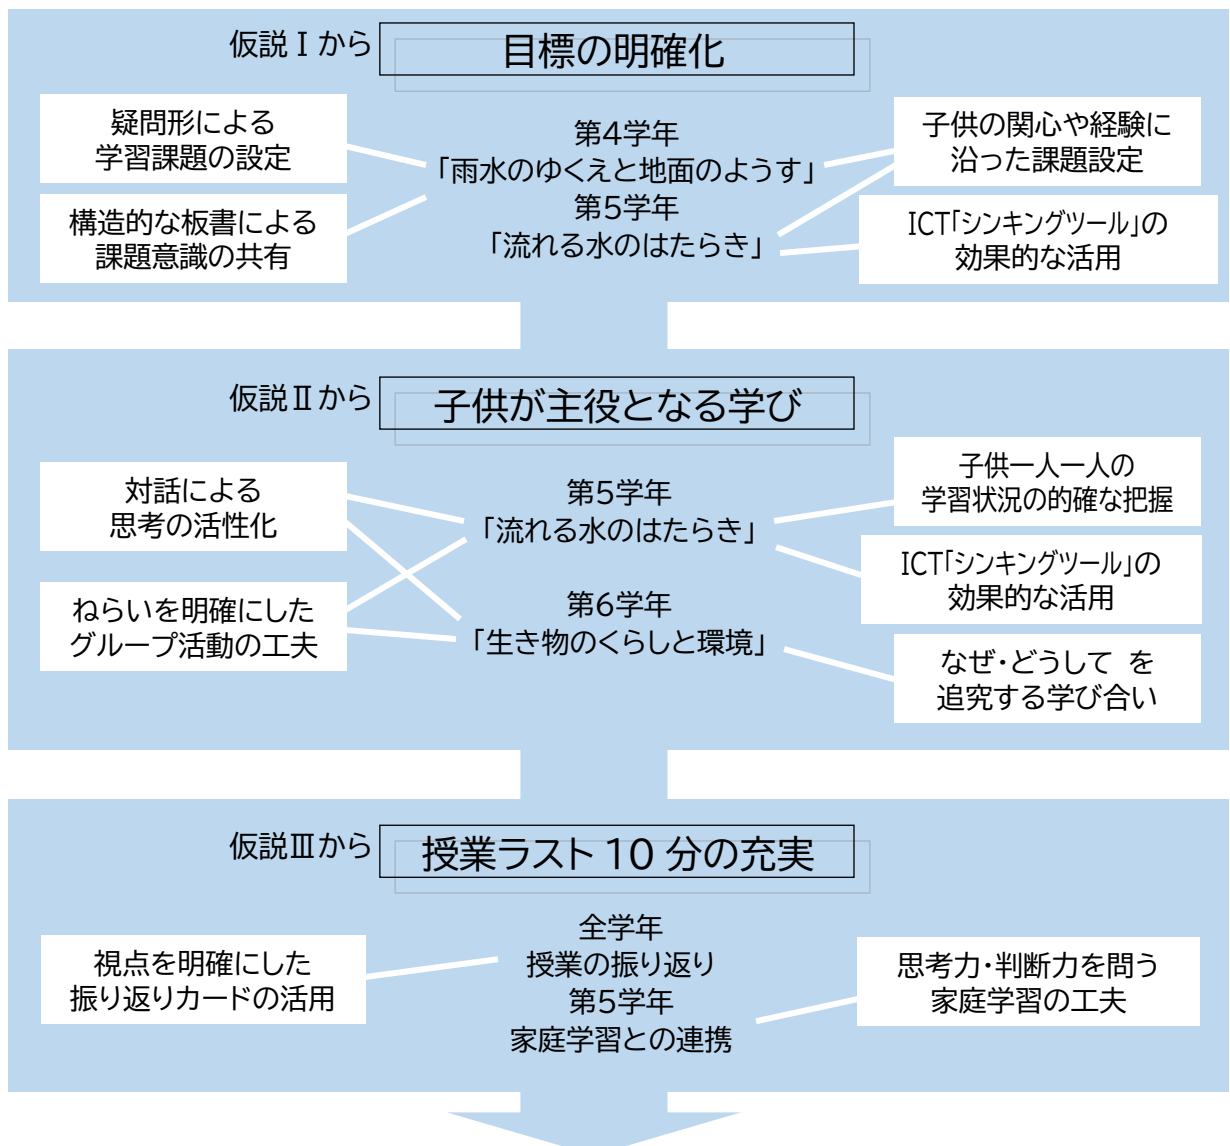 仮説Ⅰから
目標の明確化
疑問形による
学習課題の設定
構造的な板書による
課題意識の共有
第4学年
「雨水のゆくえと地面のようす」
第5学年
「流れる水のはたらき」
子供の関心や経験に
沿った課題設定
ICT「シンキングツール」の
効果的な活用
仮説Ⅱから
子供が主役となる学び
対話による
思考の活性化
ねらいを明確にした
グループ活動の工夫
第5学年
「流れる水のはたらき」
第6学年
「生き物のくらしと環境」
子供一人一人の
学習状況の的確な把握
ICT「シンキングツール」の
効果的な活用
なぜ・どうして を
追究する学び合い
仮説Ⅲから
授業ラスト 10 分の充実
視点を明確にした
振り返りカードの活用
全学年
授業の振り返り
第5学年
家庭学習との連携
思考力・判断力を問う
家庭学習の工夫